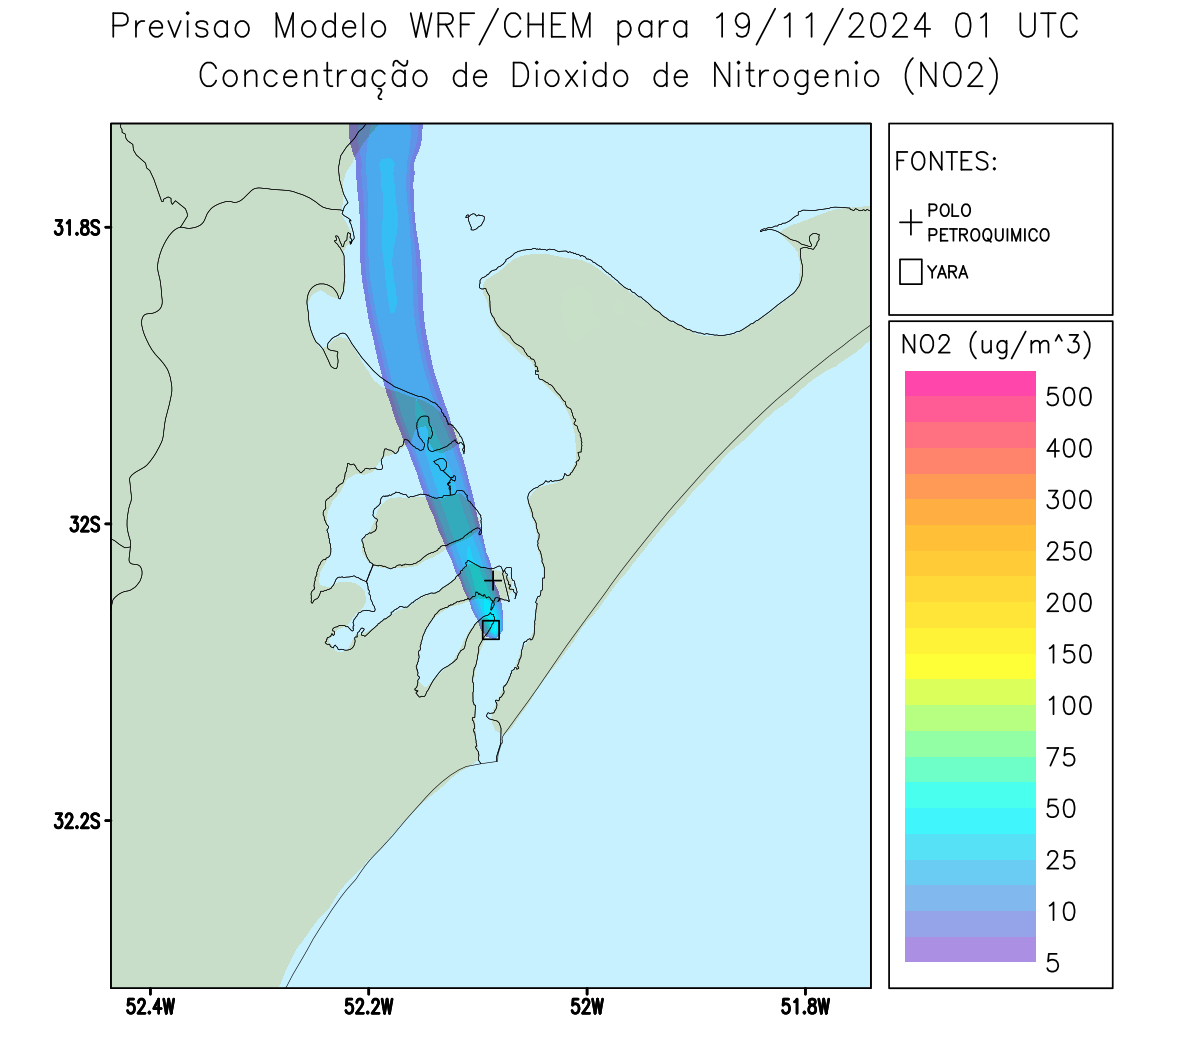 Previsao Modelo WRF/CHEM para 19/11/2024 01 UTC
Concentração de Dioxido de Nitrogenio (NO2)
FONTES:
POLO
PETROQUIMICO
YARA
NO2 (ug/m^3)
500
400
300
250
200
150
100
75
50
25
10
5
31.8S
32S
32.2S
52.4W
52.2W
52W
51.8W